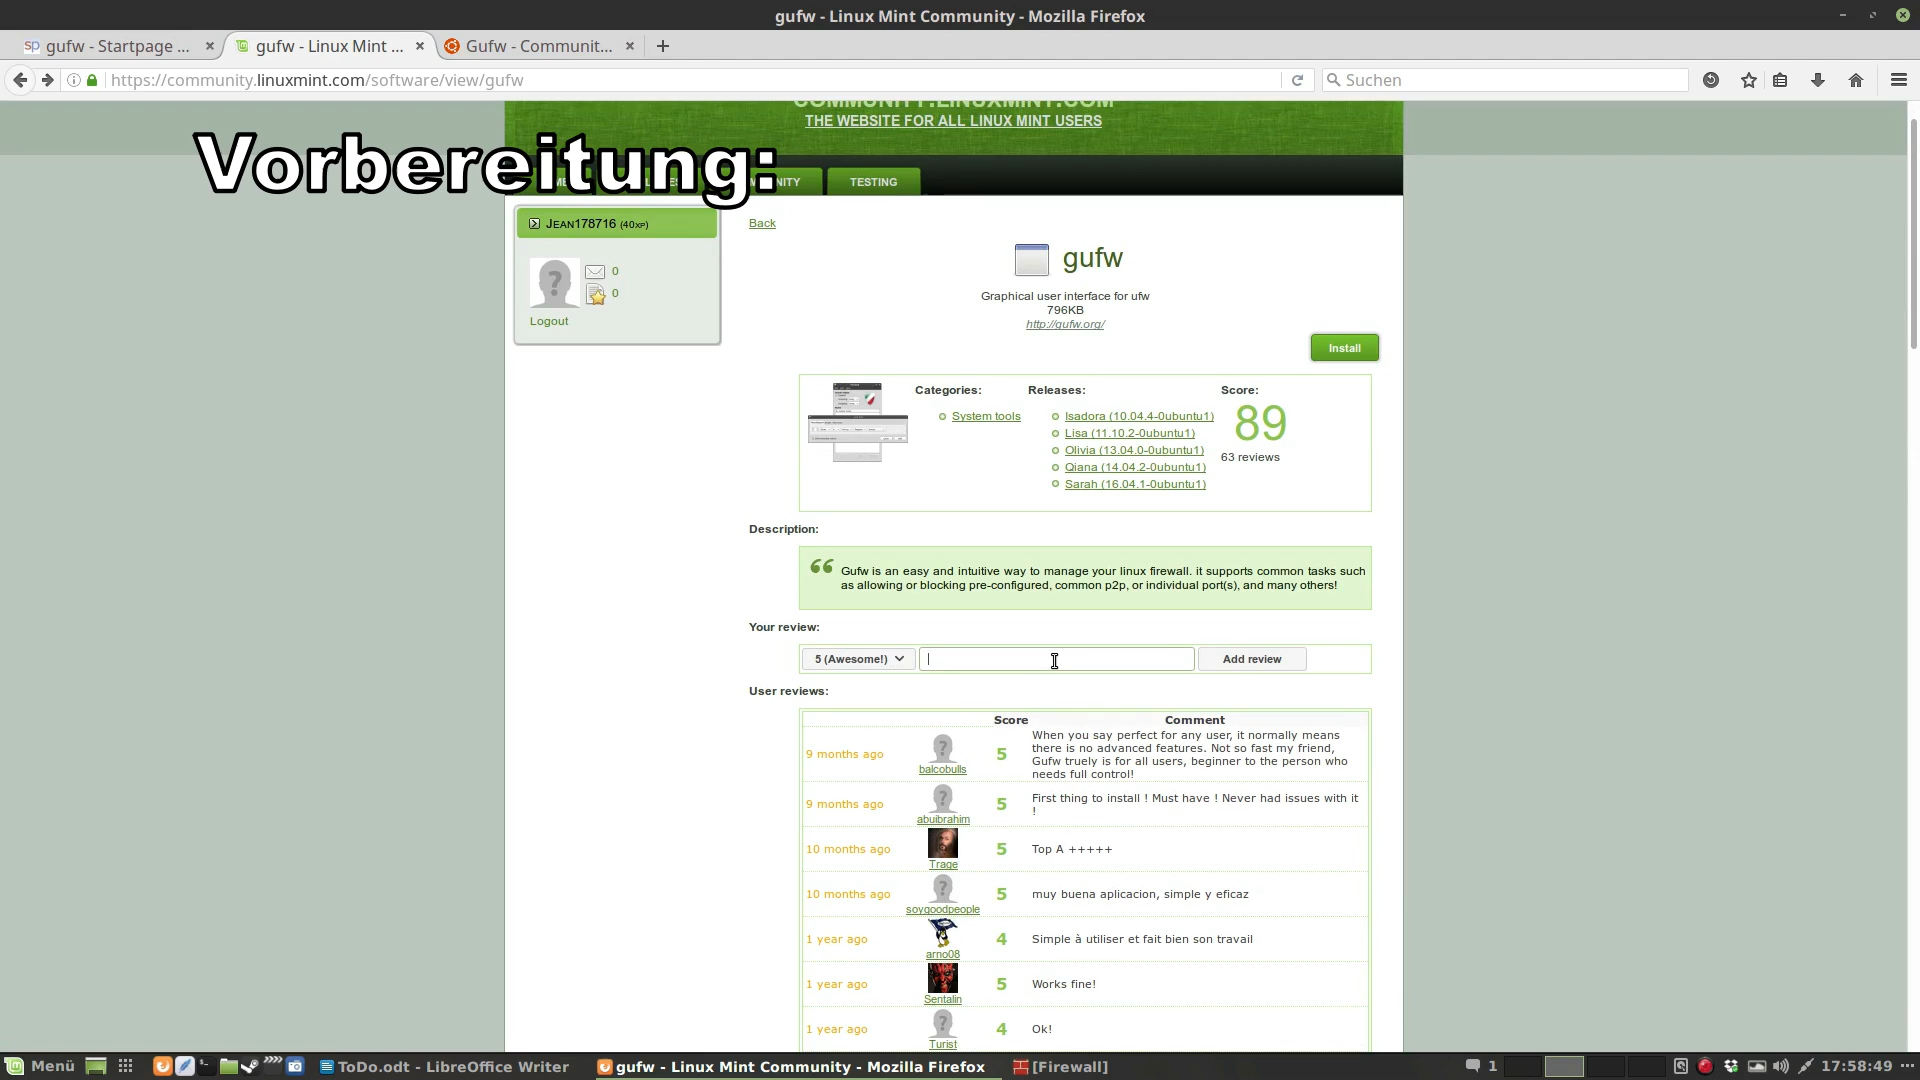 gufw - Linux Mint Community - Mozilla Firefox
sp gufw - Startpage ...
gufw - Linux Mint ...
Gufw - Communit...
https://community.linuxmint.com/software/view/gufw
Suchen
COMMUNITY.LINUXMINT.COM
THE WEBSITE FOR ALL LINUX MINT USERS
Vorbereitung:
TESTING
JEAN178716 (40XP)
0
0
Logout
Back
gufw
Graphical user interface for ufw
796KB
http://gufw.org/
Install
Categories:
System tools
Releases:
Isadora (10.04.4-0ubuntu1)
Lisa (11.10.2-0ubuntu1)
Olivia (13.04.0-0ubuntu1)
Qiana (14.04.2-0ubuntu1)
Sarah (16.04.1-0ubuntu1)
Score:
89
63 reviews
Description:
Gufw is an easy and intuitive way to manage your linux firewall. it supports common tasks such
as allowing or blocking pre-configured, common p2p, or individual port(s), and many others!
Your review:
5 (Awesome!)
Add review
User reviews:
Score Comment
9 months ago balcobulls 5 When you say perfect for any user, it normally means
there is no advanced features. Not so fast my friend,
Gufw truely is for all users, beginner to the person who
needs full control!
9 months ago abuibrahim 5 First thing to install ! Must have ! Never had issues with it
!
10 months ago Trage 5 Top A +++++
10 months ago soygoodpeople 5 muy buena aplicacion, simple y eficaz
1 year ago arno08 4 Simple à utiliser et fait bien son travail
1 year ago Sentalin 5 Works fine!
1 year ago Turist 4 Ok!
Menü
ToDo.odt - LibreOffice Writer
gufw - Linux Mint Community - Mozilla Firefox
[Firewall]
1
17:58:49